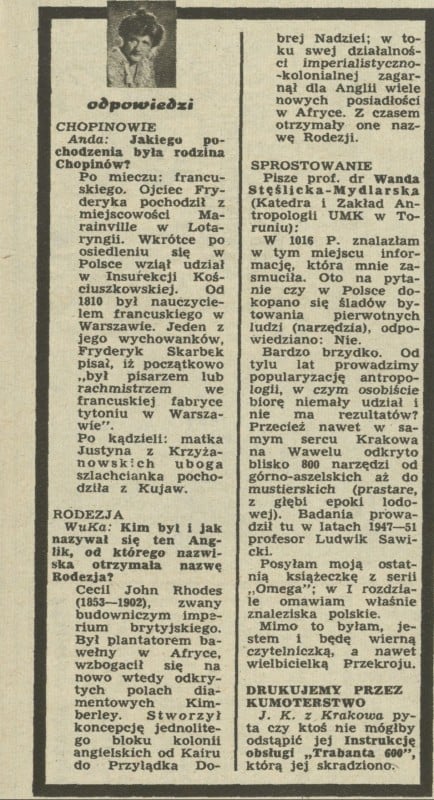 odpowiedzi
CHOPINOWIE
Anda: Jakiego po-
chodzenia była rodzina
Chopinów?
Po mieczu: francu-
skiego. Ojciec Fry-
deryka pochodził z
miejscowości Ma-
rainville w Lota-
ryngii. Wkrótce po
osiedleniu się w
Polsce wziął udział
w Insurekcji Koś-
ciuszkowskiej. Od
1810 był nauczycie-
lem francuskiego w
Warszawie. Jeden z
jego wychowanków,
Fryderyk Skarbek
pisał, iż początkowo
„był pisarzem lub
rachmistrzem we
francuskiej fabryce
tytoniu w Warsza-
wie".
Po kądzieli: matka
Justyna z Krzyża-
nowskich uboga
szlachcianka pocho-
dziła z Kujaw.
RODEZJA
WuKa: Kim był i jak
nazywał się ten Ang-
lik, od którego nazwi-
ska otrzymała nazwę
Rodezja?
Cecil John Rhodes
(1853—1902), zwany
budowniczym impe-
rium brytyjskiego.
Był plantatorem ba-
wełny w Afryce,
wzbogacił się na
nowo wtedy odkry-
tych polach dia-
mentowych Kim-
berley. Stworzył
koncepcję jednolite-
go bloku kolonii
angielskich od Kairu
do Przylądka Do-
brej Nadziei; w to-
ku swej działalnoś-
ci imperialistyczno-
-kolonialnej zagar-
nął dla Anglii wiele
nowych posiadłości
w Afryce. Z czasem
otrzymały one naz-
wę Rodezji.
SPROSTOWANIE
Pisze prof. dr Wanda
Stęślicka-Mydlarska
(Katedra i Zakład An-
tropologii UMK w To-
runiu):
W 1016 P. znalazłam
w tym miejscu infor-
mację, która mnie za-
smuciła. Oto na pyta-
nie czy w Polsce do-
kopano się śladów by-
towania pierwotnych
ludzi (narzędzia), odpo-
wiedziano: Nie.
Bardzo brzydko. Od
tylu lat prowadzimy
popularyzację antropo-
logii, w czym osobiście
biorę niemały udział i
nie ma rezultatów?
Przecież nawet w sa-
mym sercu Krakowa
na Wawelu odkryto
blisko 800 narzędzi od
górno-aszelskich aż do
mustierskich (prastare,
z głębi epoki lodo-
wej). Badania prowa-
dził tu w latach 1947—51
profesor Ludwik Sawi-
cki.
Posyłam moją ostat-
nią książeczkę z serii
„Omega"; w I rozdzia-
le omawiam właśnie
znaleziska polskie.
Mimo to byłam, je-
stem i będę wierną
czytelniczką, a nawet
wielbicielką Przekroju.
DRUKUJEMY PRZEZ
KUMOTERSTWO
J. K. z Krakowa py-
ta czy ktoś nie mógłby
odstąpić jej Instrukcję
obsługi „Trabanta 600",
którą jej skradziono.